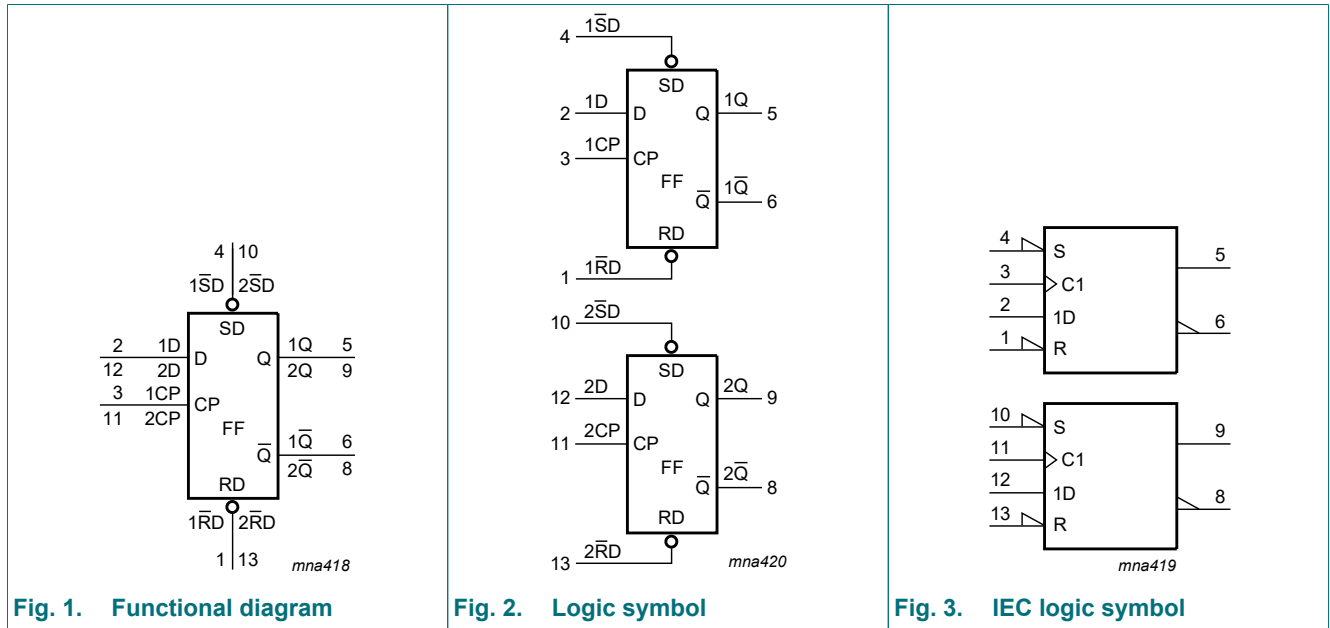 4 10
1S̅D 2S̅D
SD
2 1D D Q 1Q 5
12 2D 2Q 9
3 1CP CP
11 2CP
FF
Q̅ 1Q̅ 6
2Q̅ 8
RD
1R̅D 2R̅D
1 13
mna418
Fig. 1. Functional diagram
4 1S̅D
SD
2 1D D Q 1Q 5
3 1CP CP
FF
Q̅ 1Q̅ 6
RD
1 1R̅D
10 2S̅D
SD
12 2D D Q 2Q 9
11 2CP CP
FF
Q̅ 2Q̅ 8
RD
13 2R̅D
mna420
Fig. 2. Logic symbol
4 S
5
3 C1
2 1D
6
1 R
10 S
9
11 C1
12 1D
8
13 R
mna419
Fig. 3. IEC logic symbol